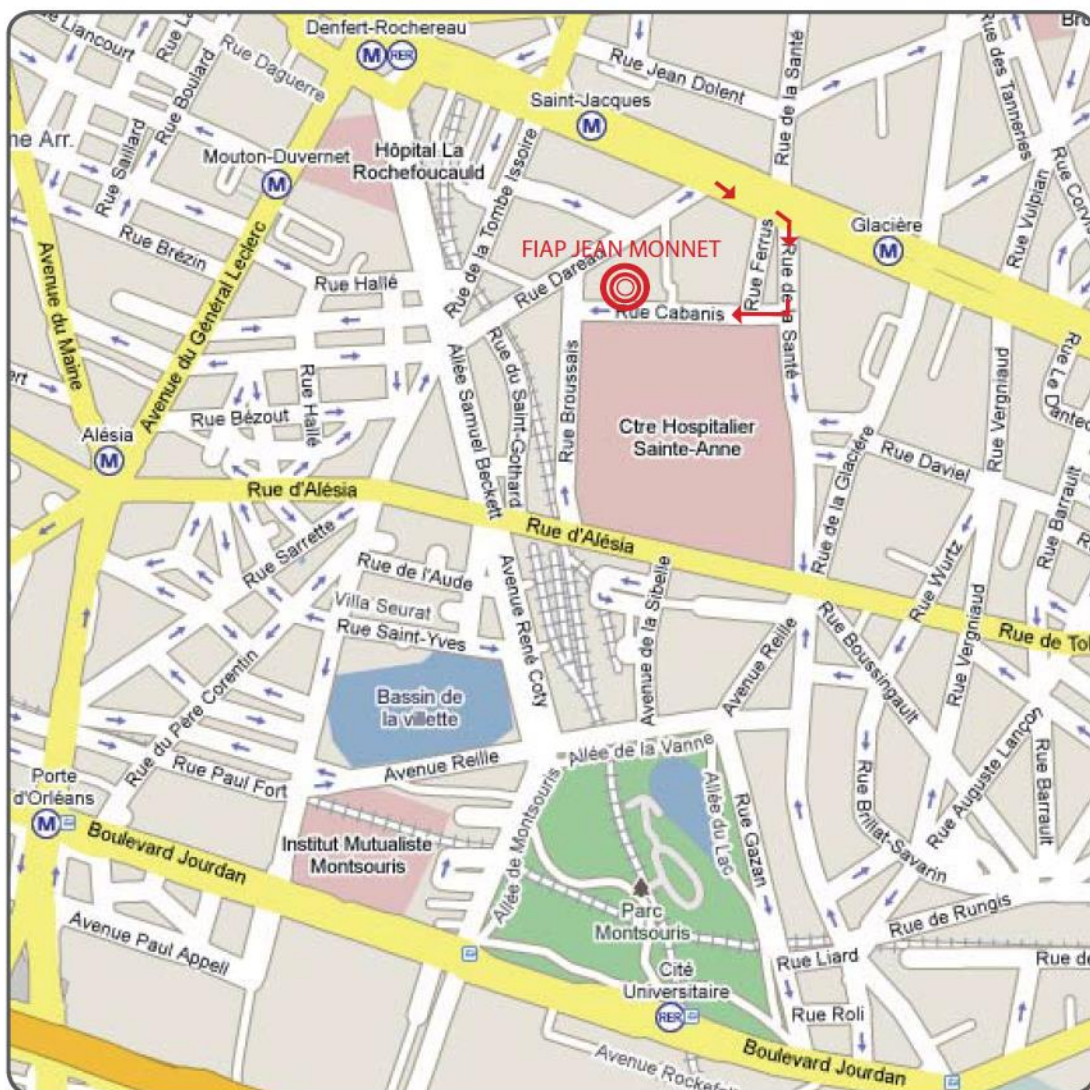 Rue Liancourt
Rue Boulard
Rue Daguerre
Denfert-Rochereau
M
RER
Rue Jean Dolent
Rue de la Santé
Rue des Tanneries
Saint-Jacques
M
Arr.
Rue Saillard
Mouton-Duvernet
M
Hôpital La
Rochefoucauld
Rue de la Tombe Issoire
Rue Vulpian
Rue Brézin
Rue Hallé
Avenue du Général Leclerc
Avenue du Maine
FIAP JEAN MONNET
Rue Dareau
Rue Ferrus
Rue de la Santé
Glacière
M
Rue Cabanis
Rue Broussais
Rue du Saint-Gothard
Allée Samuel Beckett
Rue Bézout
Rue Hallé
Alésia
M
Ctre Hospitalier
Sainte-Anne
Rue de la Glacière
Rue Vergniaud
Rue Daviel
Rue Barrault
Rue d'Alésia
Rue d'Alésia
Rue Sarrette
Rue de l'Aude
Villa Seurat
Rue Saint-Yves
Avenue René Coty
Avenue de la Sibelle
Avenue Reille
Rue Boussingault
Rue Wurtz
Rue Vergniaud
Bassin de
la villette
Rue du Père Corentin
Rue Paul Fort
Avenue Reille
Allée de la Vanne
Allée du Lac
Rue Gazan
Rue Brillat-Savarin
Rue Auguste Lançon
Rue Barrault
Porte
d'Orléans
M
Boulevard Jourdan
Institut Mutualiste
Montsouris
Allée de Montsouris
Parc
Montsouris
Rue de Rungis
Avenue Paul Appell
Cité
Universitaire
RER
Rue Liard
Rue de
Rue Roli
Boulevard Jourdan